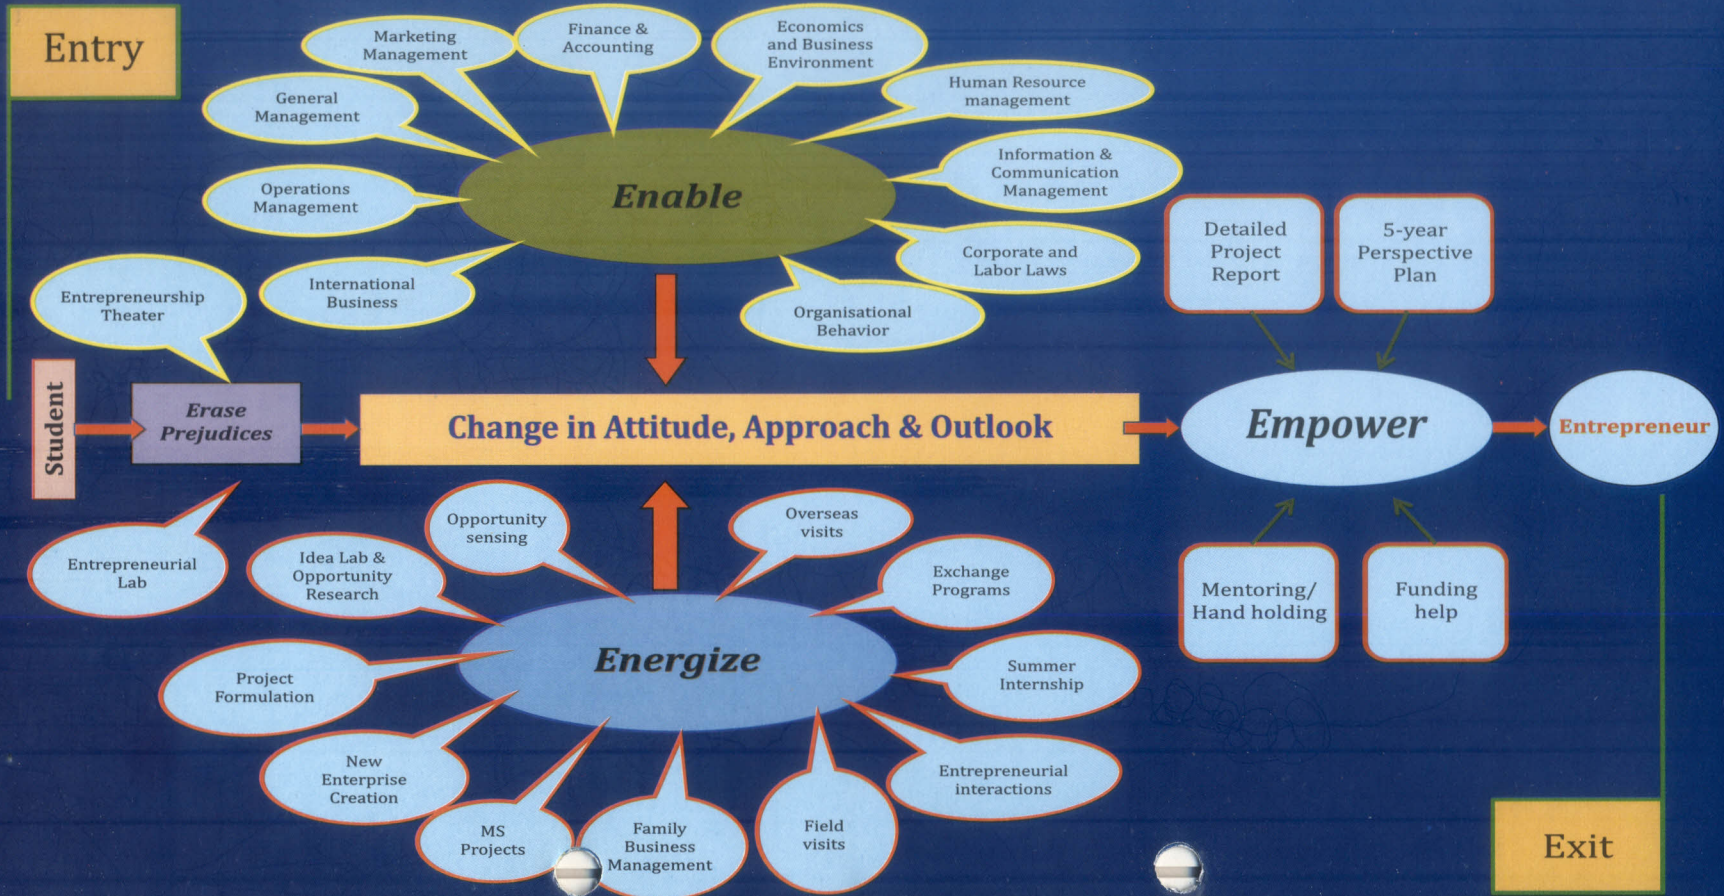 Entry
Marketing
Management
Finance &
Accounting
Economics
and Business
Environment
General
Management
Human Resource
management
Operations
Management
Information &
Communication
Management
Enable
International
Business
Corporate and
Labor Laws
Organisational
Behavior
Entrepreneurship
Theater
Student
Erase
Prejudices
Change in Attitude, Approach & Outlook
Detailed
Project
Report
5-year
Perspective
Plan
Empower
Entrepreneur
Mentoring/
Hand holding
Funding
help
Entrepreneurial
Lab
Idea Lab &
Opportunity
Research
Opportunity
sensing
Overseas
visits
Exchange
Programs
Energize
Project
Formulation
Summer
Internship
New
Enterprise
Creation
MS
Projects
Family
Business
Management
Field
visits
Entrepreneurial
interactions
Exit